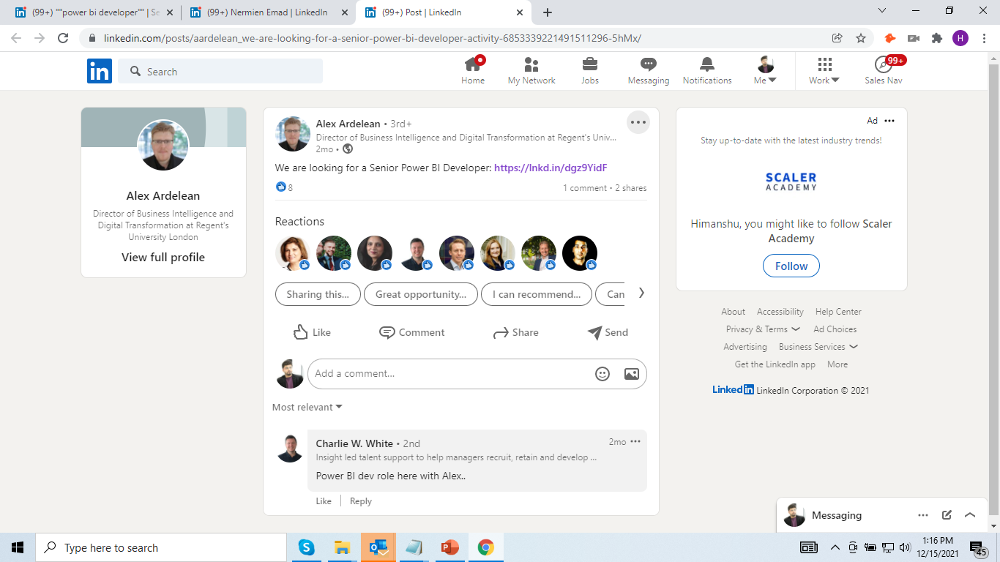 (99+) ""power bi developer"" | Se
(99+) Nermien Emad | LinkedIn
(99+) Post | LinkedIn
linkedin.com/posts/aardelean_we-are-looking-for-a-senior-power-bi-developer-activity-6853339221491511296-5hMx/
H
in
Search
Home
My Network
Jobs
Messaging
Notifications
Me
Work
99+
Sales Nav
Alex Ardelean
Director of Business Intelligence and
Digital Transformation at Regent's
University London
View full profile
Alex Ardelean • 3rd+
Director of Business Intelligence and Digital Transformation at Regent's Univ...
2mo •
We are looking for a Senior Power BI Developer: https://lnkd.in/dgz9YidF
8
1 comment • 2 shares
Reactions
Sharing this...
Great opportunity...
I can recommend...
Can
Like
Comment
Share
Send
Add a comment...
Most relevant
Charlie W. White • 2nd
2mo
Insight led talent support to help managers recruit, retain and develop ...
Power BI dev role here with Alex..
Like
Reply
Ad
Stay up-to-date with the latest industry trends!
SCALER
ACADEMY
Himanshu, you might like to follow Scaler
Academy
Follow
About Accessibility Help Center
Privacy & Terms Ad Choices
Advertising Business Services
Get the LinkedIn app More
LinkedIn LinkedIn Corporation © 2021
Messaging
Type here to search
1:16 PM
12/15/2021
45